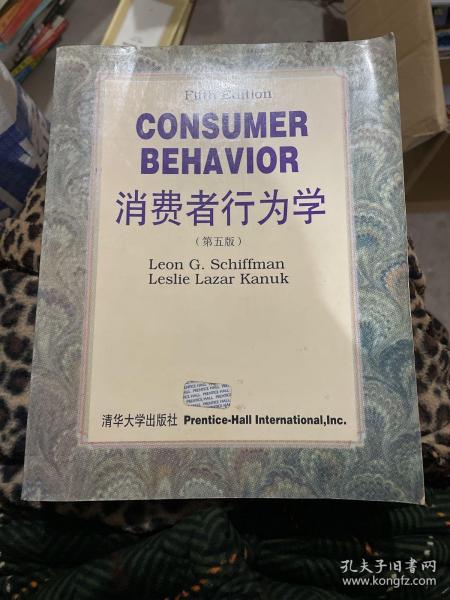 Fifth Edition
CONSUMER
BEHAVIOR
消费者行为学
（第五版）
Leon G. Schiffman
Leslie Lazar Kanuk
PRENTICE HALL
清华大学出版社 Prentice-Hall International,Inc.
孔夫子旧书网
www.kongfz.com